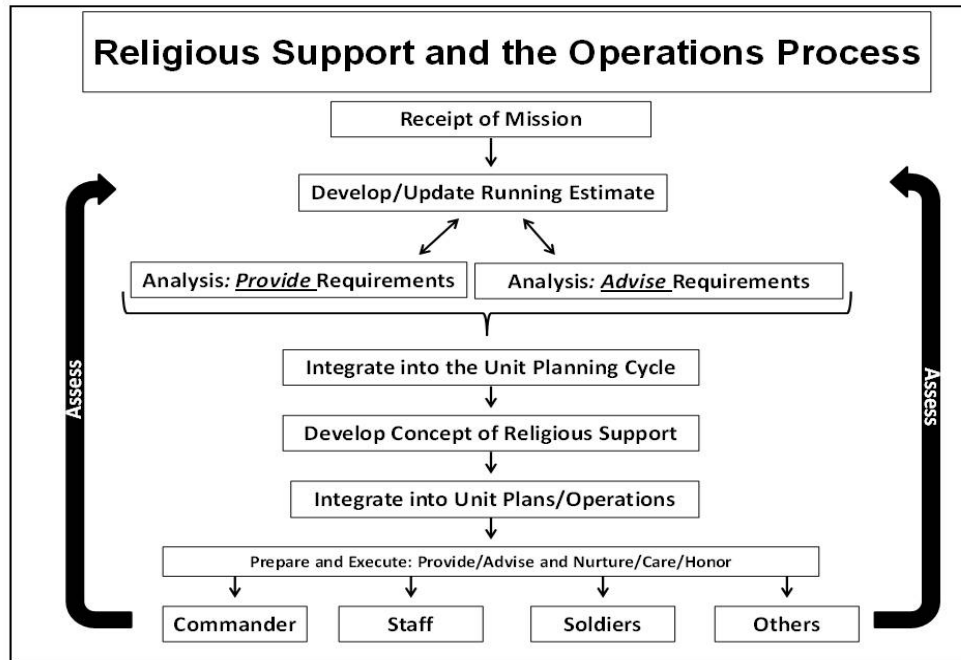 Religious Support and the Operations Process
Receipt of Mission
Develop/Update Running Estimate
Analysis: Provide Requirements
Analysis: Advise Requirements
Assess
Assess
Integrate into the Unit Planning Cycle
Develop Concept of Religious Support
Integrate into Unit Plans/Operations
Prepare and Execute: Provide/Advise and Nurture/Care/Honor
Commander
Staff
Soldiers
Others